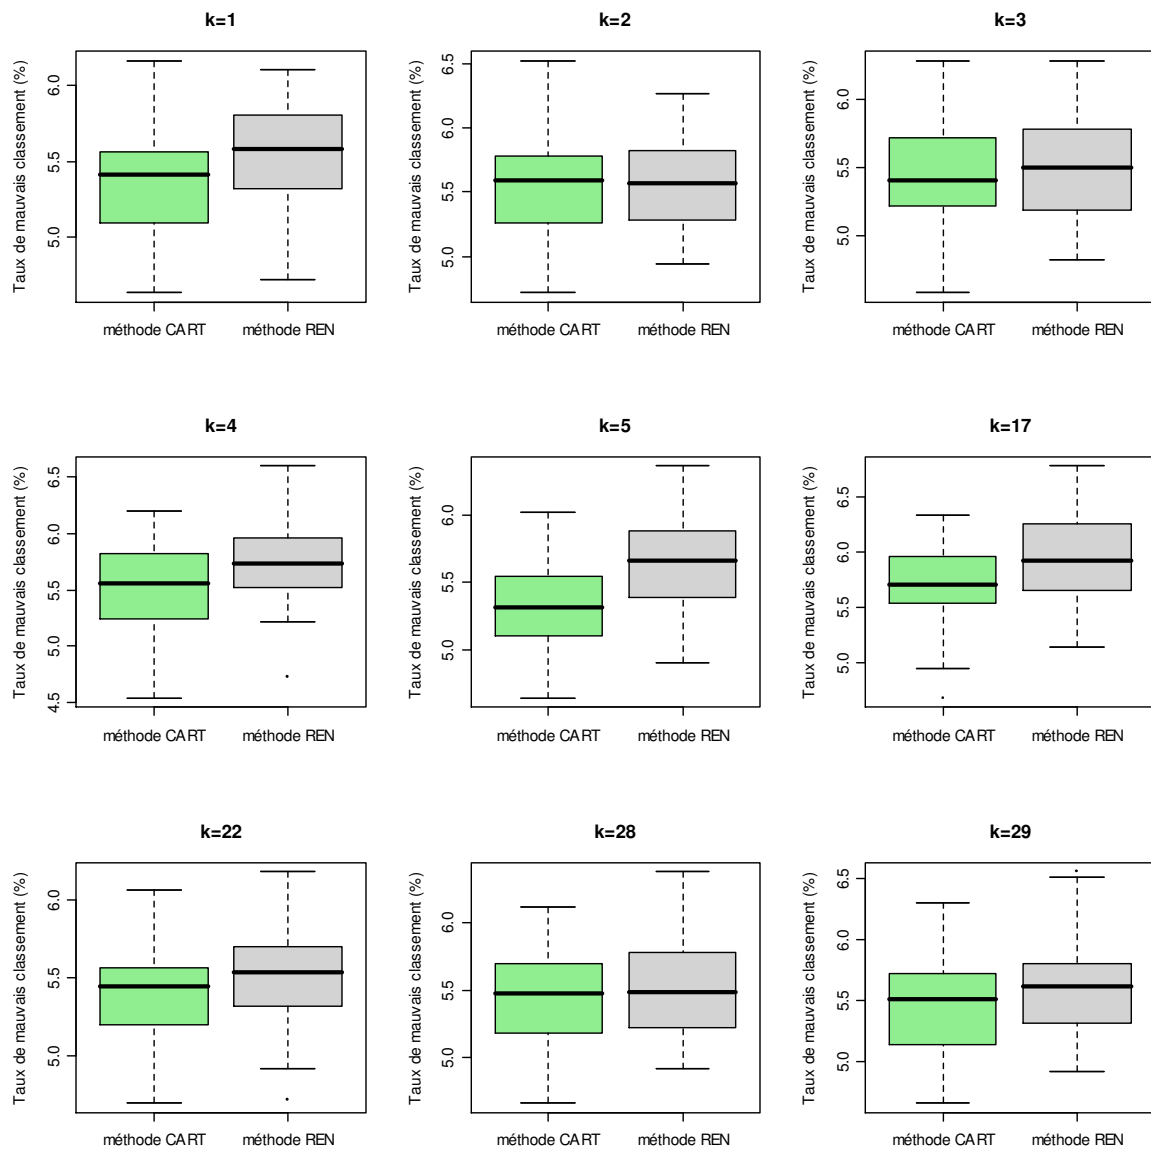 k=1
Taux de mauvais classement (%)
6.0
5.5
5.0
méthode CART
méthode REN
k=2
Taux de mauvais classement (%)
6.5
6.0
5.5
5.0
méthode CART
méthode REN
k=3
Taux de mauvais classement (%)
6.0
5.5
5.0
méthode CART
méthode REN
k=4
Taux de mauvais classement (%)
6.5
6.0
5.5
5.0
4.5
méthode CART
méthode REN
k=5
Taux de mauvais classement (%)
6.0
5.5
5.0
méthode CART
méthode REN
k=17
Taux de mauvais classement (%)
6.5
6.0
5.5
5.0
méthode CART
méthode REN
k=22
Taux de mauvais classement (%)
6.0
5.5
5.0
méthode CART
méthode REN
k=28
Taux de mauvais classement (%)
6.0
5.5
5.0
méthode CART
méthode REN
k=29
Taux de mauvais classement (%)
6.5
6.0
5.5
5.0
méthode CART
méthode REN